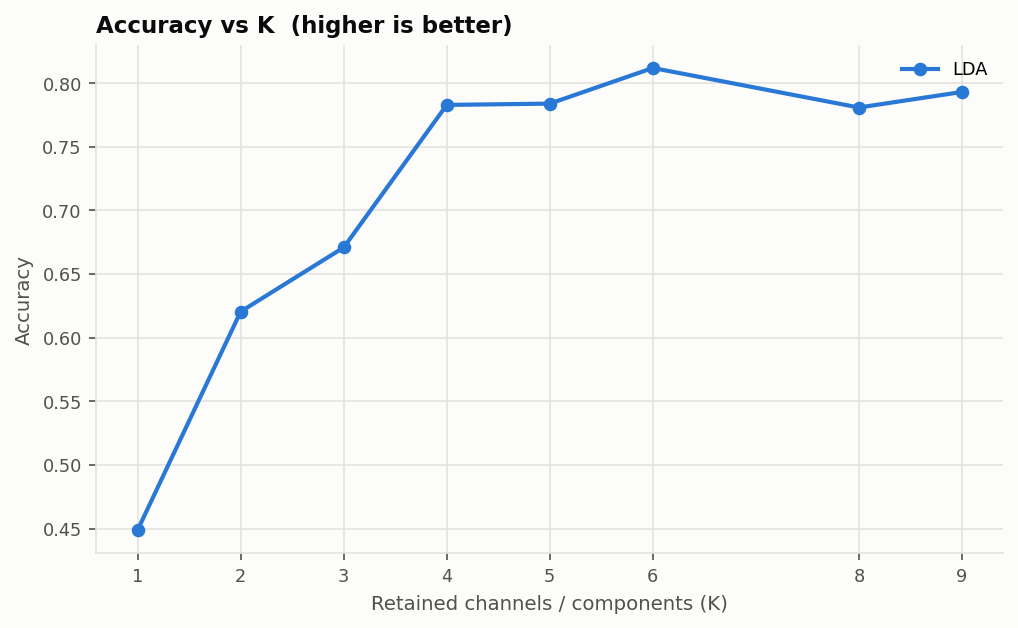 Accuracy vs K  (higher is better)
LDA
0.80
0.75
0.70
0.65
0.60
0.55
0.50
0.45
Accuracy
1 2 3 4 5 6 8 9
Retained channels / components (K)